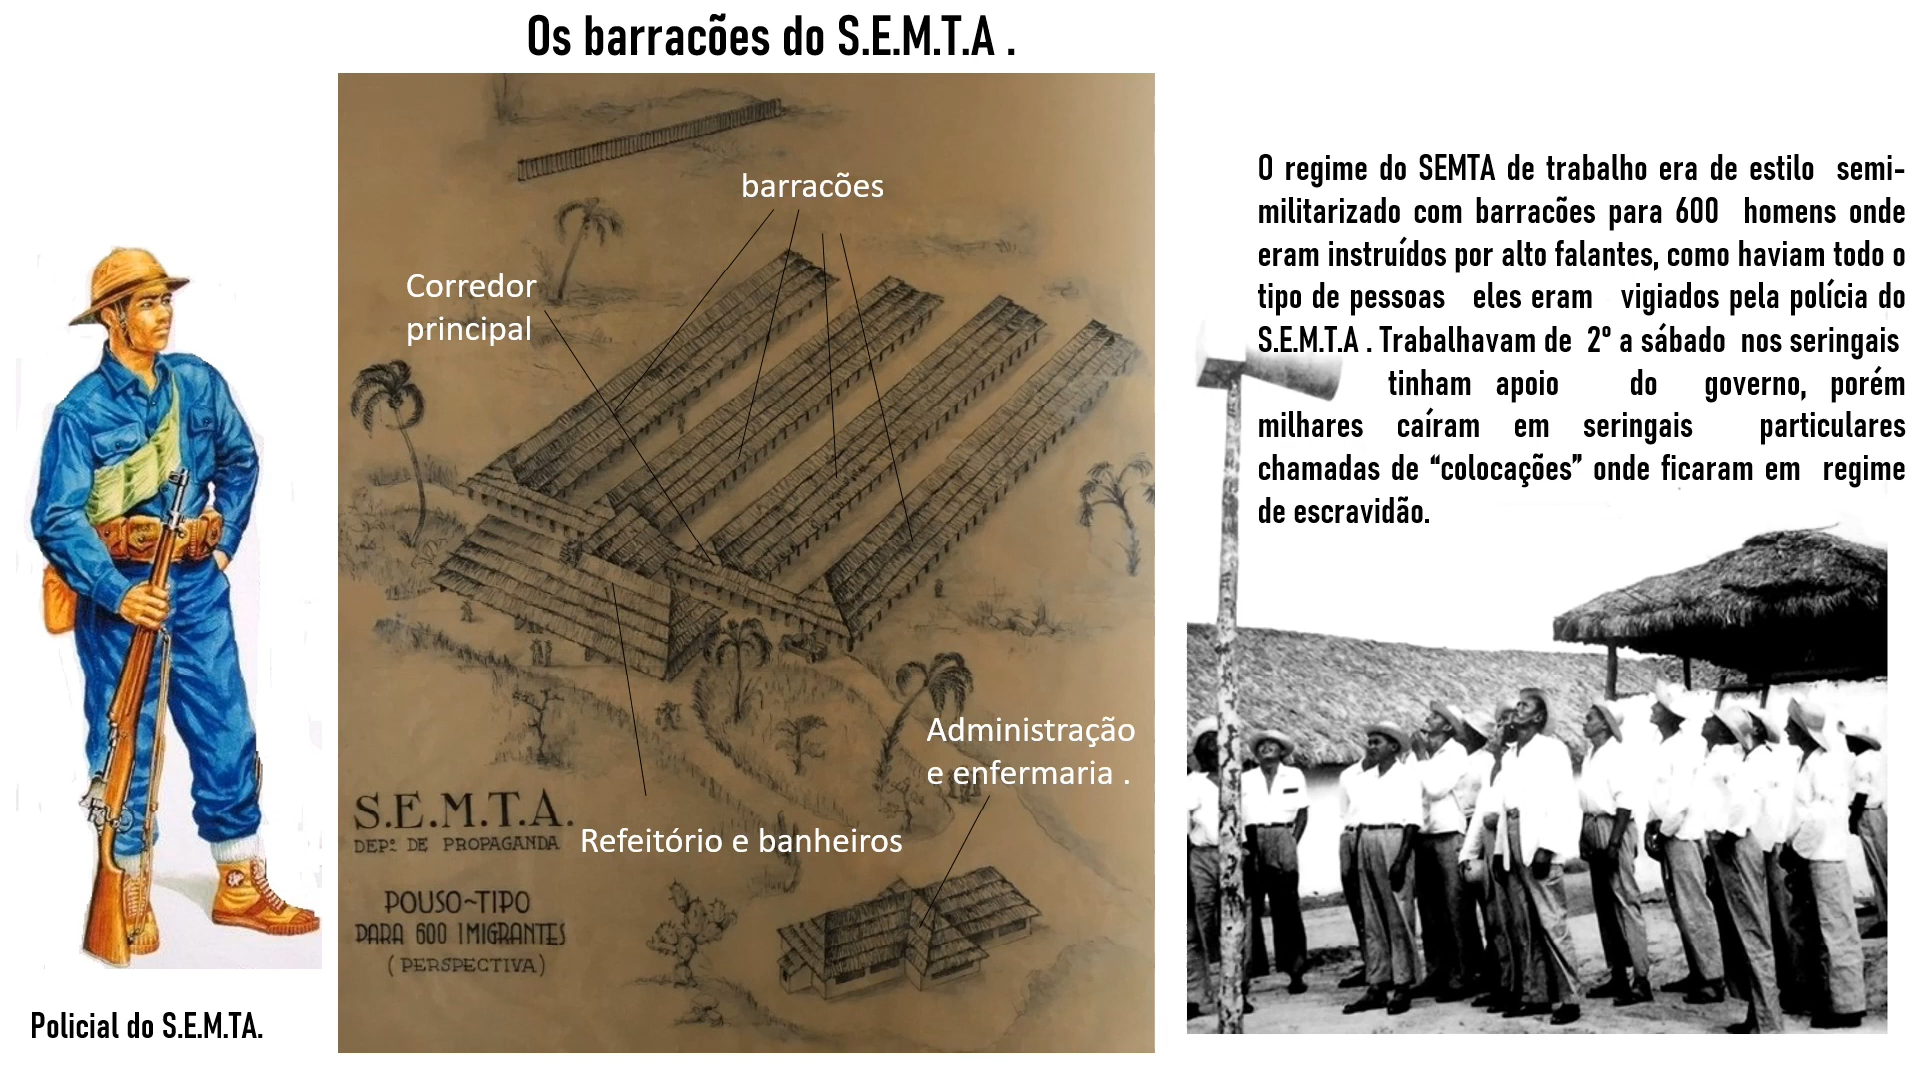 Os barracões do S.E.M.T.A .
barracões
Corredor
principal
Administração
e enfermaria .
Refeitório e banheiros
S.E.M.T.A.
DEPº DE PROPAGANDA
POUSO~TIPO
PARA 600 IMIGRANTES
(PERSPECTIVA)
Policial do S.E.M.TA.
O regime do SEMTA de trabalho era de estilo semi-
militarizado com barracões para 600 homens onde
eram instruídos por alto falantes, como haviam todo o
tipo de pessoas eles eram vigiados pela polícia do
S.E.M.T.A . Trabalhavam de 2º a sábado nos seringais
tinham apoio do governo, porém
milhares caíram em seringais particulares
chamadas de “colocações” onde ficaram em regime
de escravidão.